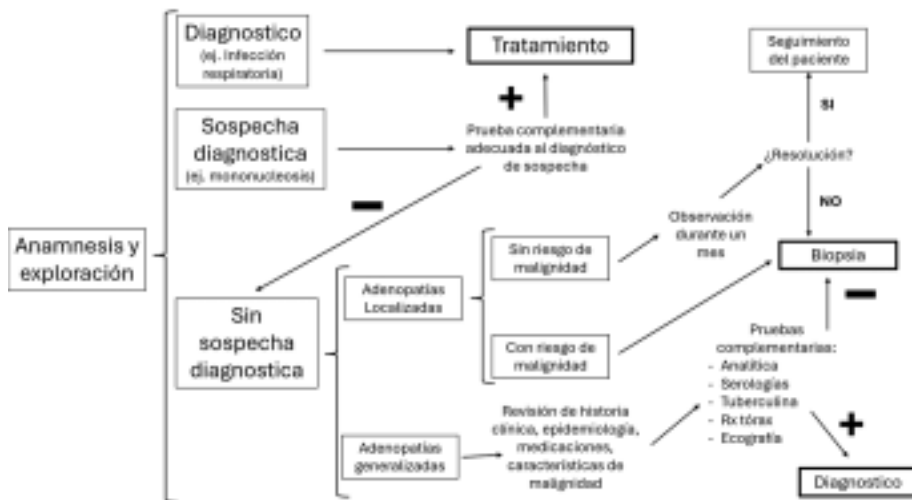 Diagnostico
(ej. Infección
respiratoria)
Tratamiento
Seguimiento
del paciente
+
SI
Sospecha
diagnostica
(ej. mononucleosis)
Prueba complementaria
adecuada al diagnóstico
de sospecha
¿Resolución?
NO
Anamnesis y
exploración
Observación
durante un
mes
Sin riesgo de
malignidad
Biopsia
Sin
sospecha
diagnostica
Adenopatías
Localizadas
Con riesgo de
malignidad
Pruebas
complementarias:
- Analítica
- Serologías
- Tuberculina
- Rx tórax
- Ecografía
+
Adenopatías
generalizadas
Revisión de historia
clínica, epidemiología,
medicaciones,
características de
malignidad
Diagnostico